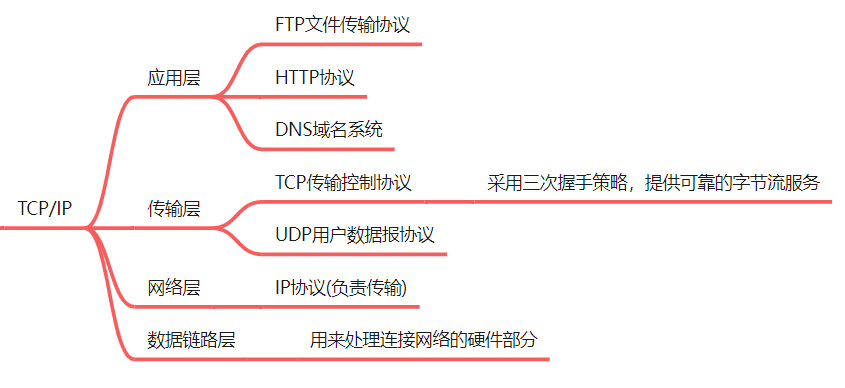 TCP/IP
应用层
FTP文件传输协议
HTTP协议
DNS域名系统
传输层
TCP传输控制协议
采用三次握手策略，提供可靠的字节流服务
UDP用户数据报协议
网络层
IP协议(负责传输)
数据链路层
用来处理连接网络的硬件部分